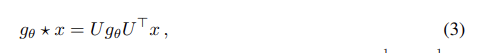 g_θ ⋆ x = U g_θ U^⊤ x ,    (3)